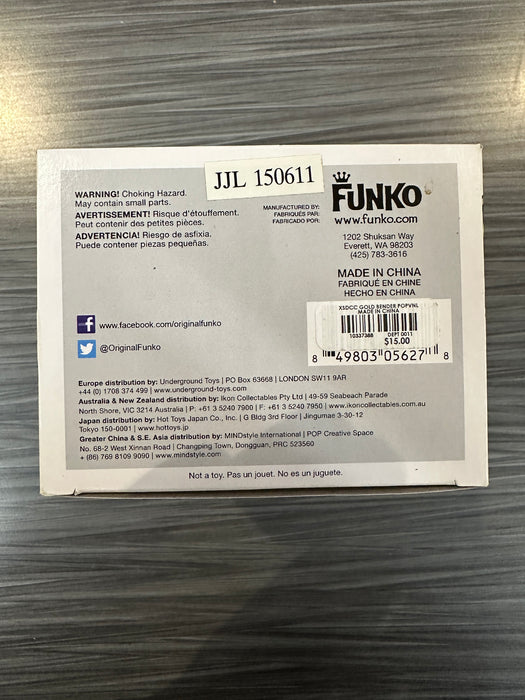 WARNING! Choking Hazard.
May contain small parts.
AVERTISSEMENT! Risque d'étouffement.
Peut contenir des petites pièces.
ADVERTENCIA! Riesgo de asfixia.
Puede contener piezas pequeñas.
JJL 150611
MANUFACTURED BY:
FABRIQUÉS PAR:
FABRICADO POR:
FUNKO
www.funko.com
1202 Shuksan Way
Everett, WA 98203
(425) 783-3616
MADE IN CHINA
FABRIQUÉ EN CHINE
HECHO EN CHINA
XSDCC GOLD BENDER POPVNL
MADE IN CHINA
10337388 DEPT 0011
$15.00
8 49803 05627 8
f www.facebook.com/originalfunko
@OriginalFunko
Europe distribution by: Underground Toys | PO Box 63668 | LONDON SW11 9AR
+44 (0) 1708 374 499 | www.underground-toys.com
Australia & New Zealand distribution by: Ikon Collectables Pty Ltd | 49-59 Seabeach Parade
North Shore, VIC 3214 Australia | P: +61 3 5240 7900 | F: +61 3 5240 7950 | www.ikoncollectables.com.au
Japan distribution by: Hot Toys Japan Co., Inc. | G Bldg 3rd Floor | Jingumae 3-30-12
Tokyo 150-0001 | www.hottoys.jp
Greater China & S.E. Asia distribution by: MINDstyle International | POP Creative Space
No. 68-2 West Xinnan Road | Changping Town, Dongguan, PRC 523560
+ (86) 769 8109 9090 | www.mindstyle.com
Not a toy. Pas un jouet. No es un juguete.